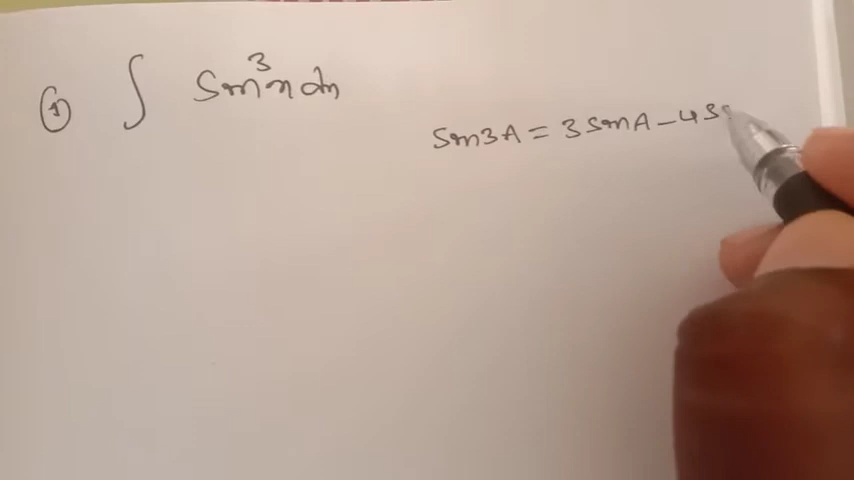 ① ∫ sin³x dx
sin3A = 3 sinA - 4s